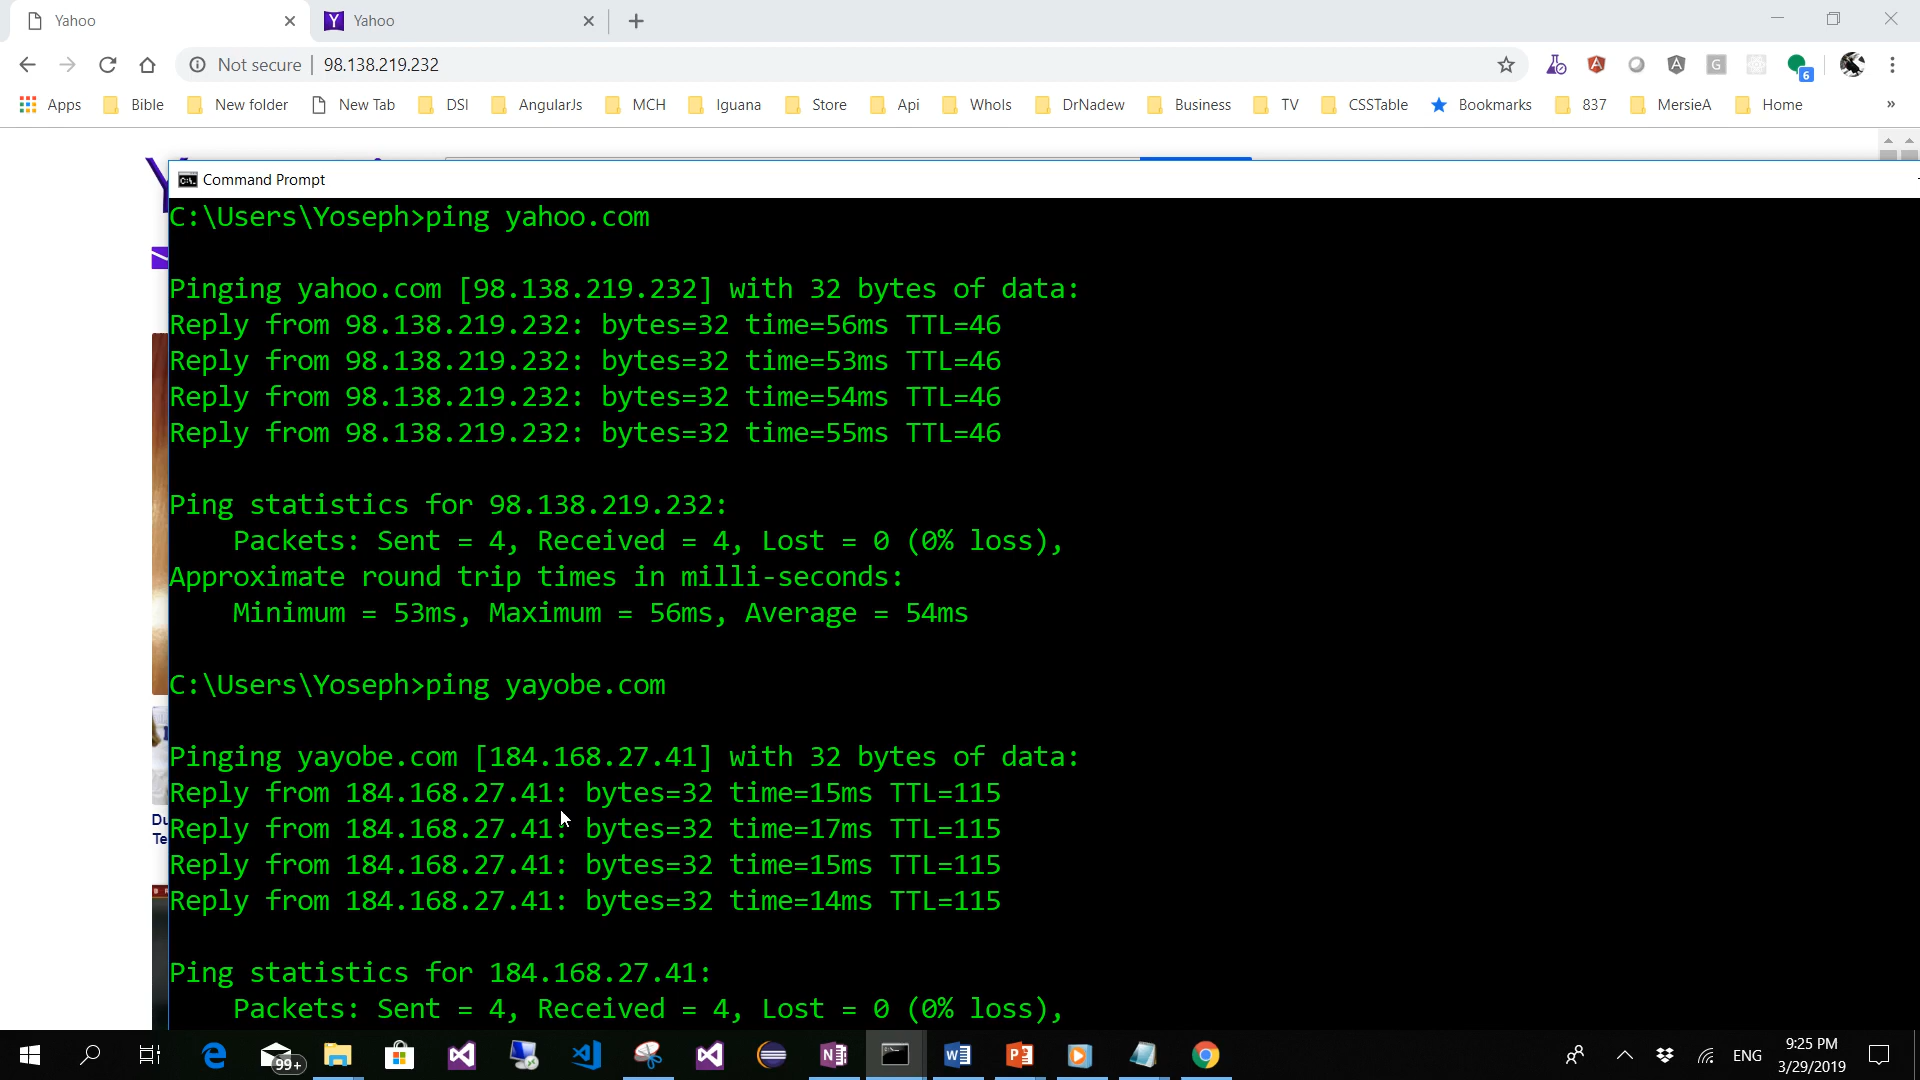 Yahoo
Yahoo
Not secure
98.138.219.232
6
Apps
Bible
New folder
New Tab
DSI
AngularJs
MCH
Iguana
Store
Api
WhoIs
DrNadew
Business
TV
CSSTable
Bookmarks
837
MersieA
Home
»
Command Prompt
C:\Users\Yoseph>ping yahoo.com
Pinging yahoo.com [98.138.219.232] with 32 bytes of data:
Reply from 98.138.219.232: bytes=32 time=56ms TTL=46
Reply from 98.138.219.232: bytes=32 time=53ms TTL=46
Reply from 98.138.219.232: bytes=32 time=54ms TTL=46
Reply from 98.138.219.232: bytes=32 time=55ms TTL=46
Ping statistics for 98.138.219.232:
Packets: Sent = 4, Received = 4, Lost = 0 (0% loss),
Approximate round trip times in milli-seconds:
Minimum = 53ms, Maximum = 56ms, Average = 54ms
C:\Users\Yoseph>ping yayobe.com
Pinging yayobe.com [184.168.27.41] with 32 bytes of data:
Reply from 184.168.27.41: bytes=32 time=15ms TTL=115
Reply from 184.168.27.41: bytes=32 time=17ms TTL=115
Reply from 184.168.27.41: bytes=32 time=15ms TTL=115
Reply from 184.168.27.41: bytes=32 time=14ms TTL=115
Ping statistics for 184.168.27.41:
Packets: Sent = 4, Received = 4, Lost = 0 (0% loss),
99+
ENG
9:25 PM
3/29/2019